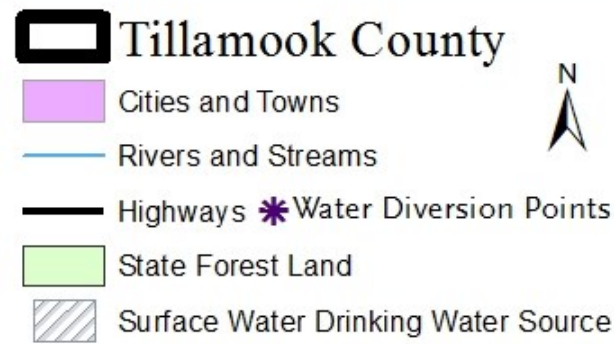 Tillamook County
N
Cities and Towns
Rivers and Streams
Highways Water Diversion Points
State Forest Land
Surface Water Drinking Water Source